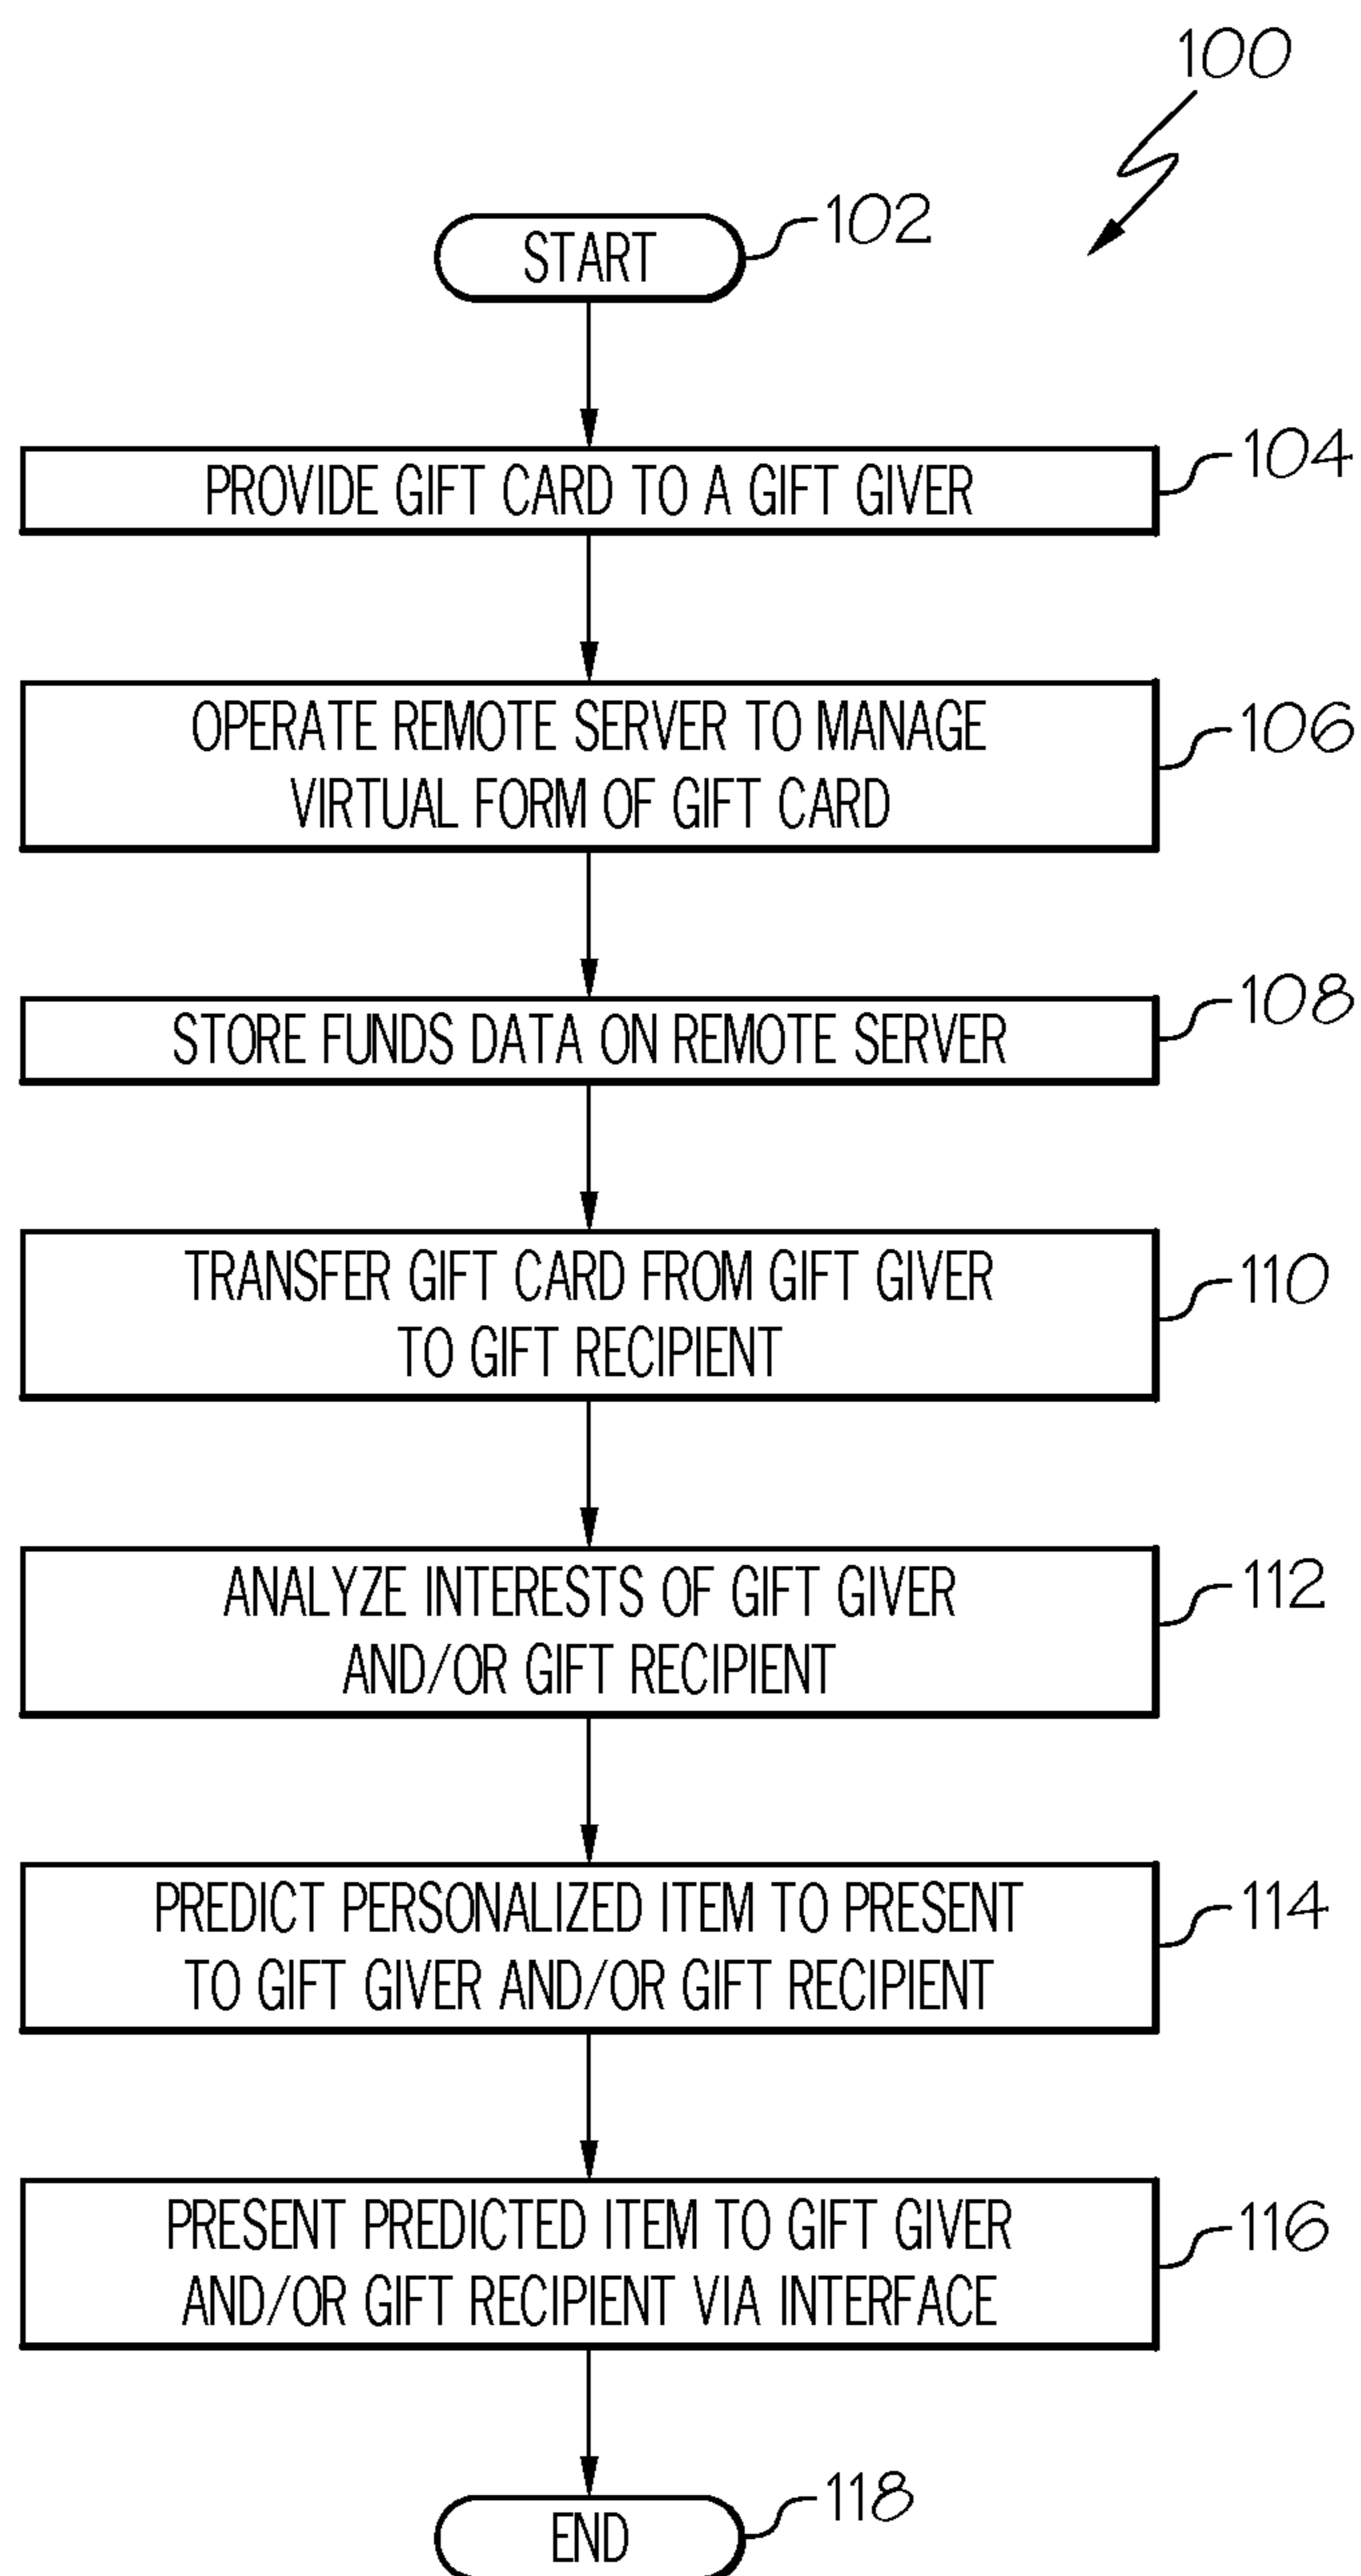 100
START
102
PROVIDE GIFT CARD TO A GIFT GIVER
104
OPERATE REMOTE SERVER TO MANAGE
VIRTUAL FORM OF GIFT CARD
106
STORE FUNDS DATA ON REMOTE SERVER
108
TRANSFER GIFT CARD FROM GIFT GIVER
TO GIFT RECIPIENT
110
ANALYZE INTERESTS OF GIFT GIVER
AND/OR GIFT RECIPIENT
112
PREDICT PERSONALIZED ITEM TO PRESENT
TO GIFT GIVER AND/OR GIFT RECIPIENT
114
PRESENT PREDICTED ITEM TO GIFT GIVER
AND/OR GIFT RECIPIENT VIA INTERFACE
116
END
118